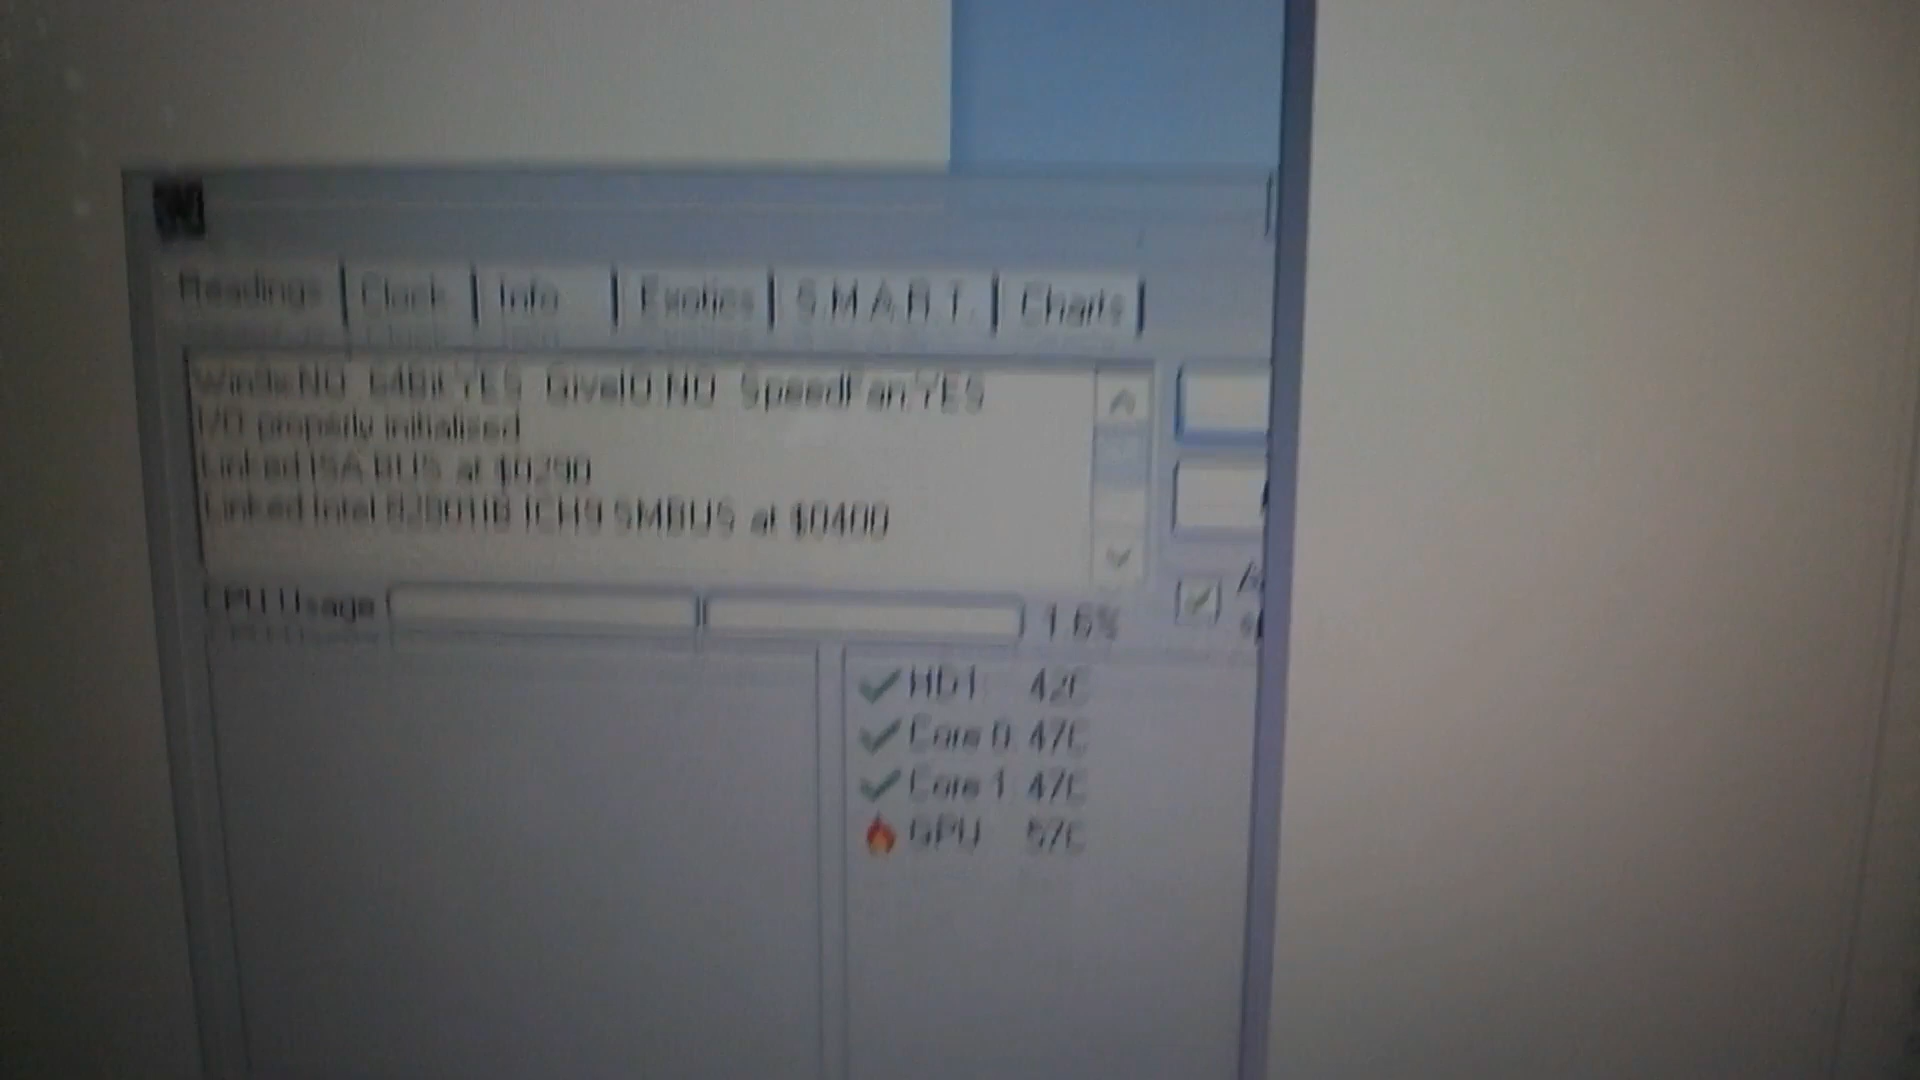 Readings Clock Info Exotics S.M.A.R.T. Charts
Win9x:NO 64Bit:YES GiveIO:NO SpeedFan:YES
I/O properly initialized
Linked ISA BUS at $0290
Linked Intel 82801IB ICH9 SMBUS at $0400
CPU Usage 1.6%
HD1: 42C
Core 0: 47C
Core 1: 47C
GPU: 57C